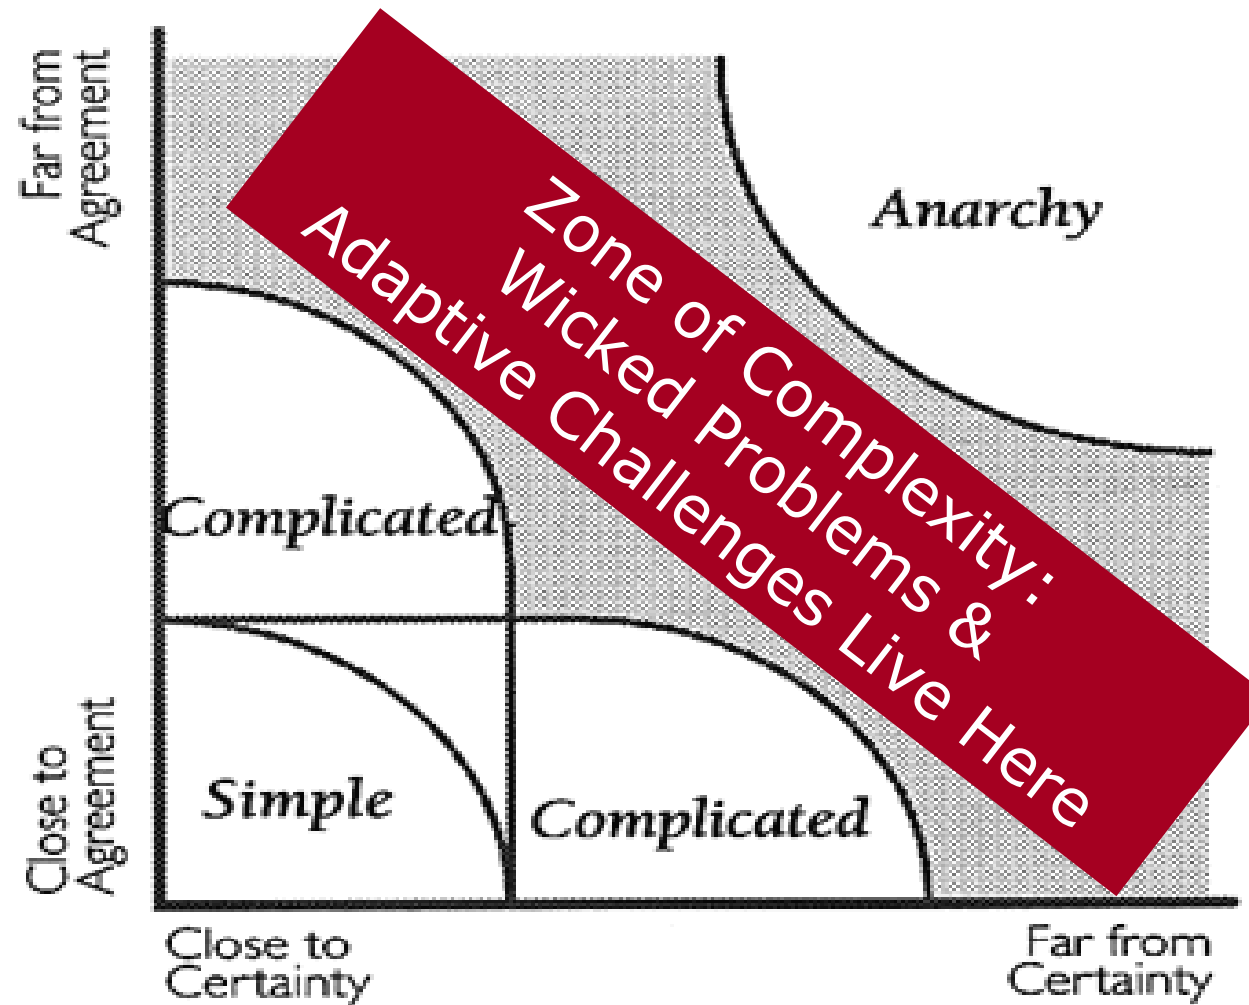 Far from
Agreement
Anarchy
Zone of Complexity:
Wicked Problems &
Adaptive Challenges Live Here
Complicated
Close to
Agreement
Simple
Complicated
Close to
Certainty
Far from
Certainty